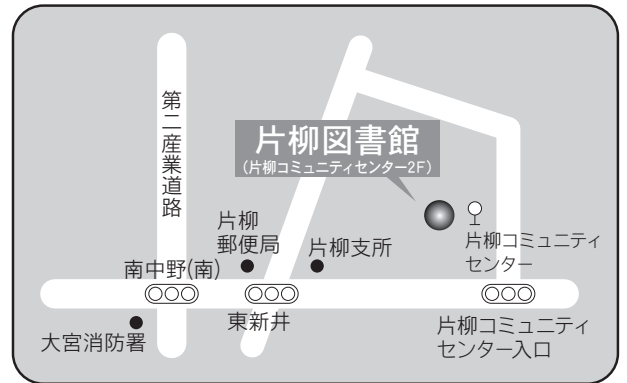 第二産業道路
片柳図書館
(片柳コミュニティセンター2F)
片柳
郵便局
片柳支所
片柳コミュニティ
センター
南中野(南)
東新井
大宮消防署
片柳コミュニティ
センター入口